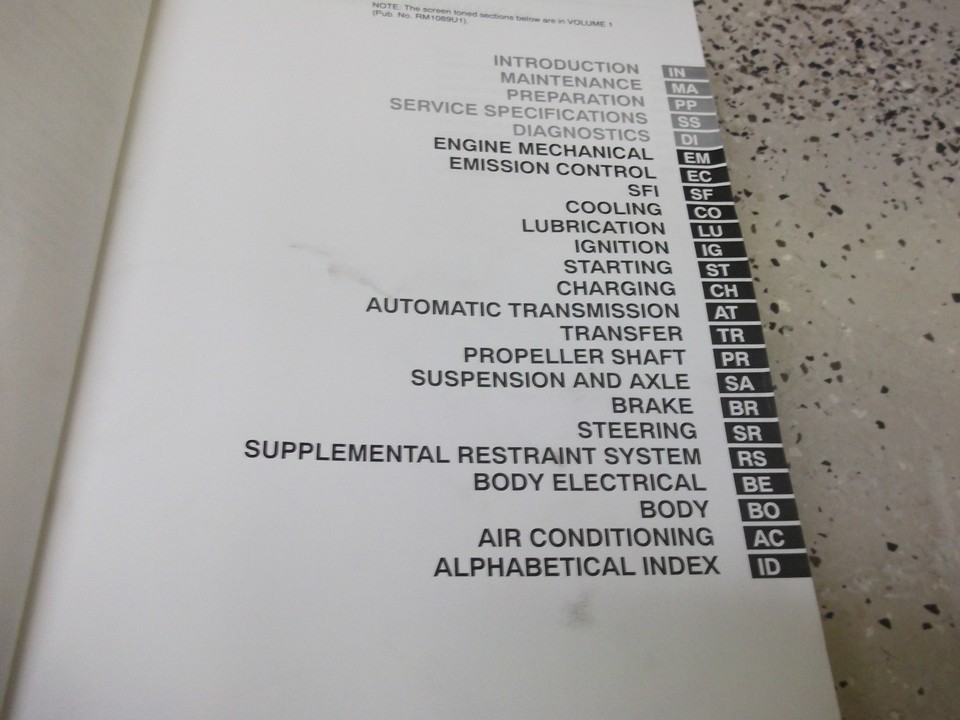 NOTE: The screen toned sections below are in VOLUME 1
(Pub. No. RM1089U1).
INTRODUCTION IN
MAINTENANCE MA
PREPARATION PP
SERVICE SPECIFICATIONS SS
DIAGNOSTICS DI
ENGINE MECHANICAL EM
EMISSION CONTROL EC
SFI SF
COOLING CO
LUBRICATION LU
IGNITION IG
STARTING ST
CHARGING CH
AUTOMATIC TRANSMISSION AT
TRANSFER TR
PROPELLER SHAFT PR
SUSPENSION AND AXLE SA
BRAKE BR
STEERING SR
SUPPLEMENTAL RESTRAINT SYSTEM RS
BODY ELECTRICAL BE
BODY BO
AIR CONDITIONING AC
ALPHABETICAL INDEX ID